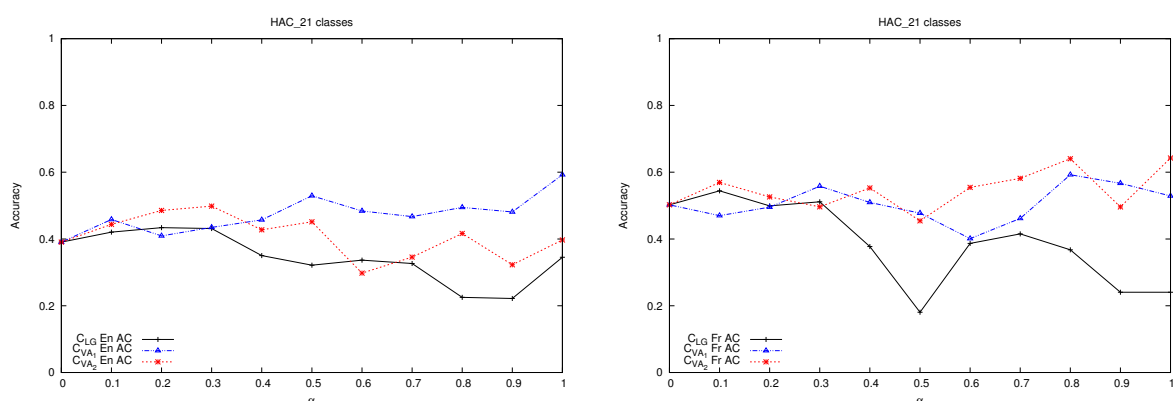 HAC_21 classes
1
0.8
0.6
0.4
0.2
0
Accuracy
C_LG En AC
C_VA_1 En AC
C_VA_2 En AC
0 0.1 0.2 0.3 0.4 0.5 0.6 0.7 0.8 0.9 1
HAC_21 classes
1
0.8
0.6
0.4
0.2
0
Accuracy
C_LG Fr AC
C_VA_1 Fr AC
C_VA_2 Fr AC
0 0.1 0.2 0.3 0.4 0.5 0.6 0.7 0.8 0.9 1